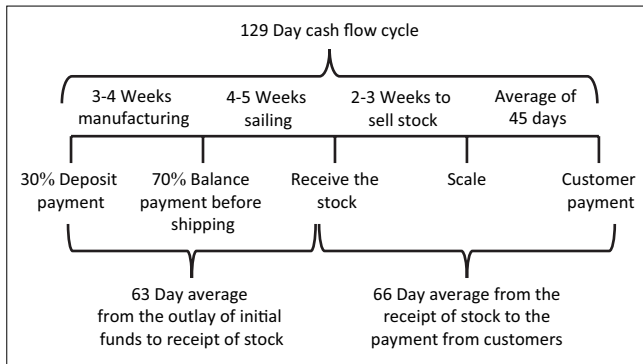 129 Day cash flow cycle
3-4 Weeks
manufacturing
4-5 Weeks
sailing
2-3 Weeks to
sell stock
Average of
45 days
30% Deposit
payment
70% Balance
payment before
shipping
Receive the
stock
Scale
Customer
payment
63 Day average
from the outlay of initial
funds to receipt of stock
66 Day average from the
receipt of stock to the
payment from customers